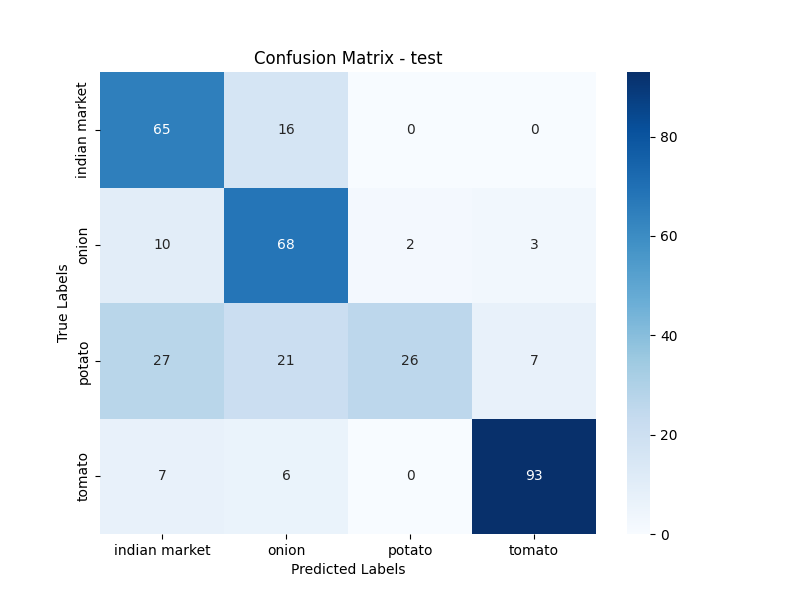 Confusion Matrix - test
True Labels
indian market
65 16 0 0
onion
10 68 2 3
potato
27 21 26 7
tomato
7 6 0 93
indian market onion potato tomato
Predicted Labels
80
60
40
20
0